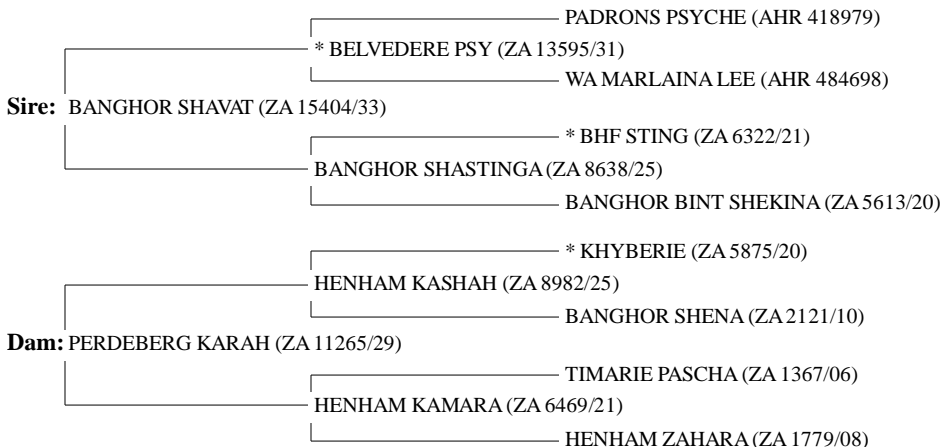 PADRONS PSYCHE (AHR 418979)
* BELVEDERE PSY (ZA 13595/31)
WA MARLAINA LEE (AHR 484698)
Sire: BANGHOR SHAVAT (ZA 15404/33)
* BHF STING (ZA 6322/21)
BANGHOR SHASTINGA (ZA 8638/25)
BANGHOR BINT SHEKINA (ZA 5613/20)
* KHYBERIE (ZA 5875/20)
HENHAM KASHAH (ZA 8982/25)
BANGHOR SHENA (ZA 2121/10)
Dam: PERDEBERG KARAH (ZA 11265/29)
TIMARIE PASCHA (ZA 1367/06)
HENHAM KAMARA (ZA 6469/21)
HENHAM ZAHARA (ZA 1779/08)